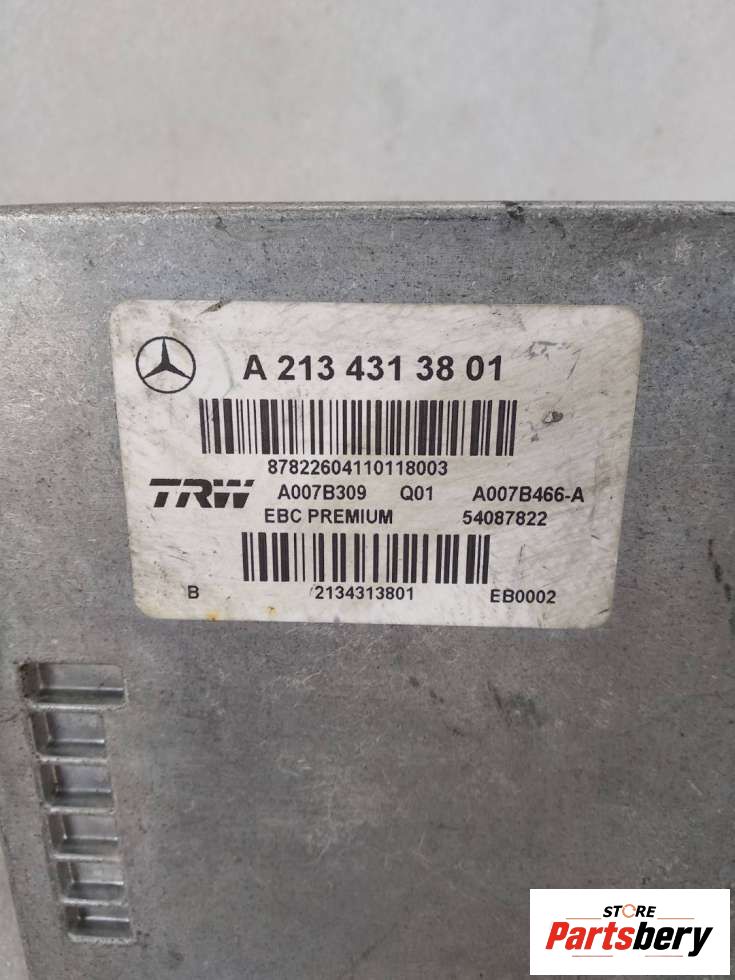 A 213 431 38 01
87822604110118003
TRW A007B309 Q01 A007B466-A
EBC PREMIUM 54087822
B 2134313801 EB0002
STORE
Partsbery